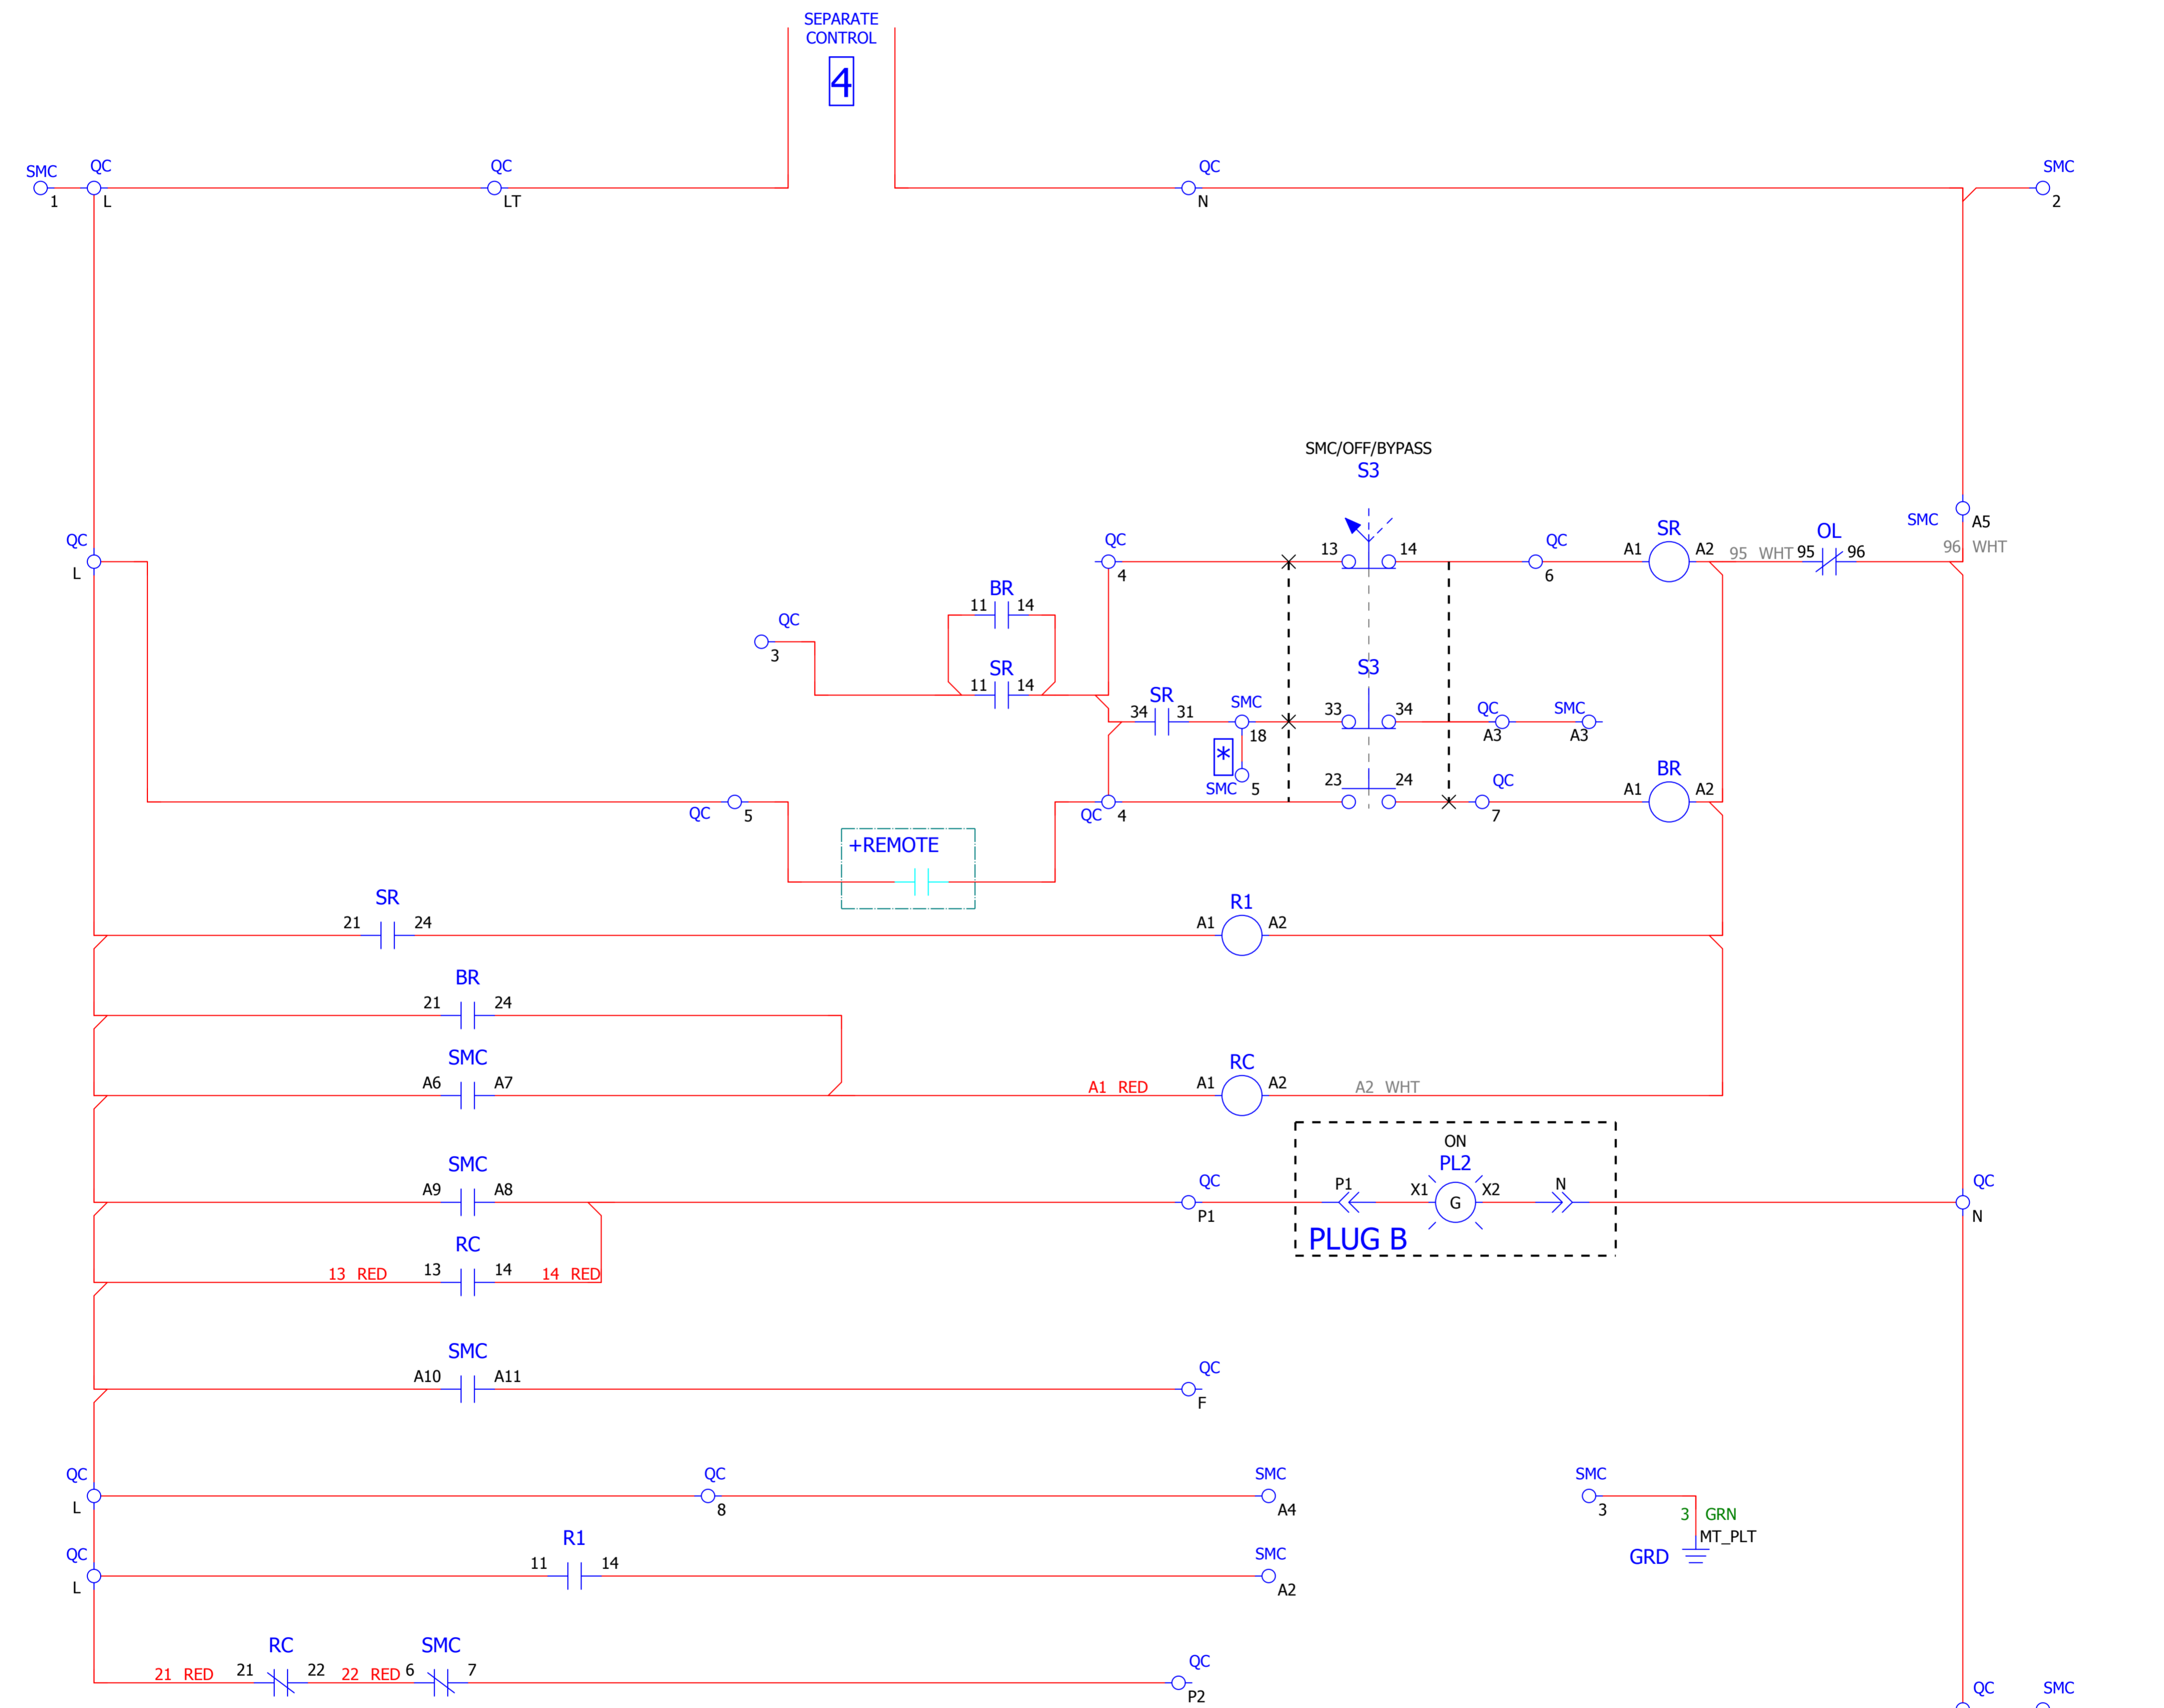 SEPARATE
CONTROL
4
SMC QC QC QC SMC
1 L LT N 2
SMC/OFF/BYPASS
S3
SMC A5
QC QC 13 14 QC SR OL
L 4 6 A1 A2 95 WHT 95 96 96 WHT
BR
11 14
QC
3
SR
11 14
S3
SR SMC
34 31 18 33 34 QC A3 SMC A3
*
SMC 5
23 24 QC BR
QC 5 QC 4 7 A1 A2
+REMOTE
SR R1
21 24 A1 A2
BR
21 24
SMC RC
A6 A7 A1 RED A1 A2 A2 WHT
ON
SMC QC PL2 QC
A9 A8 P1 P1 X1 G X2 N N
PLUG B
RC
13 RED 13 14 14 RED
SMC QC
A10 A11 F
QC QC SMC SMC
L 8 A4 3
3 GRN
MT_PLT
GRD
QC R1 SMC
L 11 14 A2
RC SMC QC QC SMC
21 RED 21 22 22 RED 6 7 P2